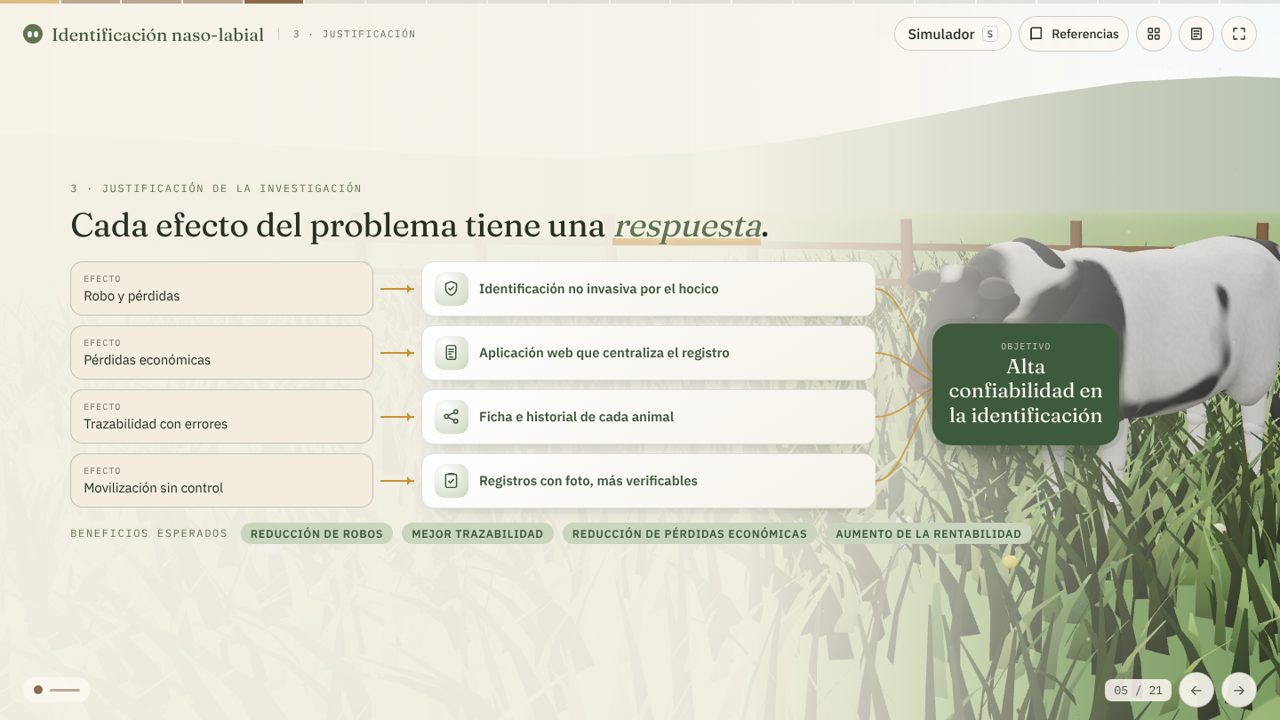 Identificación naso-labial
3 · JUSTIFICACIÓN
Simulador S
Referencias
3 · JUSTIFICACIÓN DE LA INVESTIGACIÓN
Cada efecto del problema tiene una respuesta.
EFECTO
Robo y pérdidas
Identificación no invasiva por el hocico
EFECTO
Pérdidas económicas
Aplicación web que centraliza el registro
EFECTO
Trazabilidad con errores
Ficha e historial de cada animal
EFECTO
Movilización sin control
Registros con foto, más verificables
OBJETIVO
Alta
confiabilidad en
la identificación
BENEFICIOS ESPERADOS
REDUCCIÓN DE ROBOS
MEJOR TRAZABILIDAD
REDUCCIÓN DE PÉRDIDAS ECONÓMICAS
AUMENTO DE LA RENTABILIDAD
05 / 21